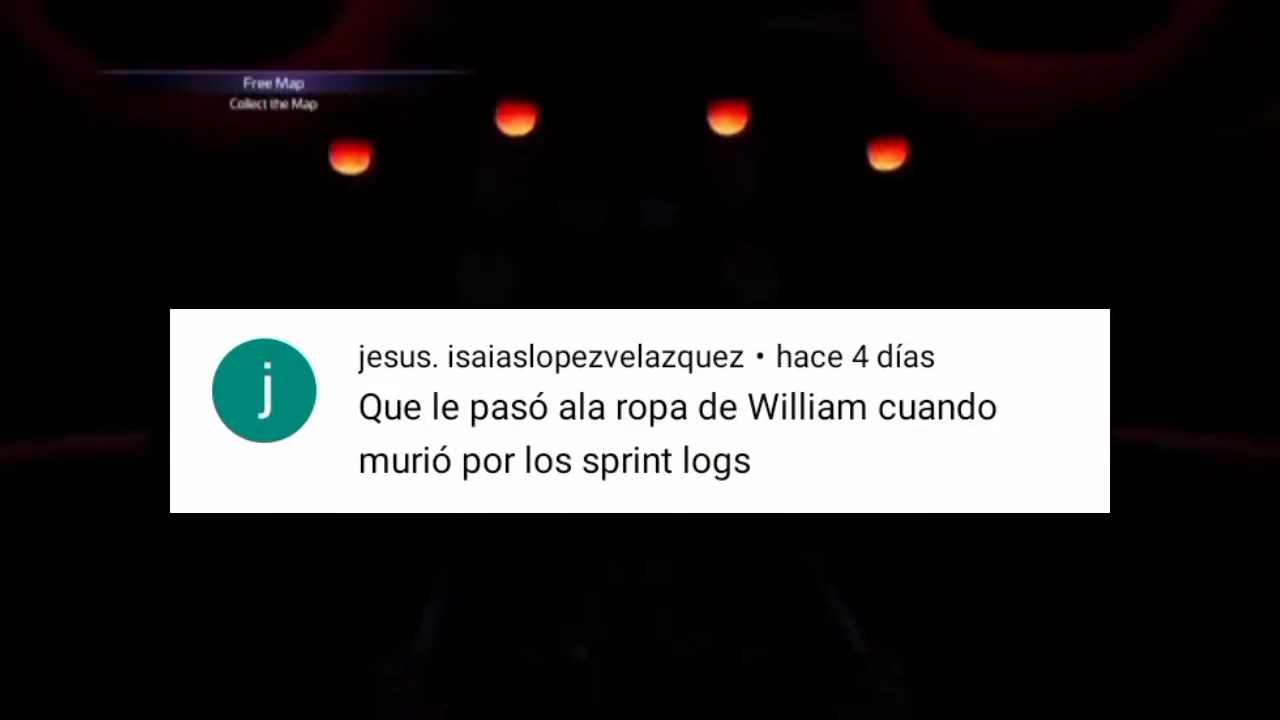 Free Map
Collect the Map
j
jesus. isaiaslopezvelazquez • hace 4 días
Que le pasó ala ropa de William cuando
murió por los sprint logs